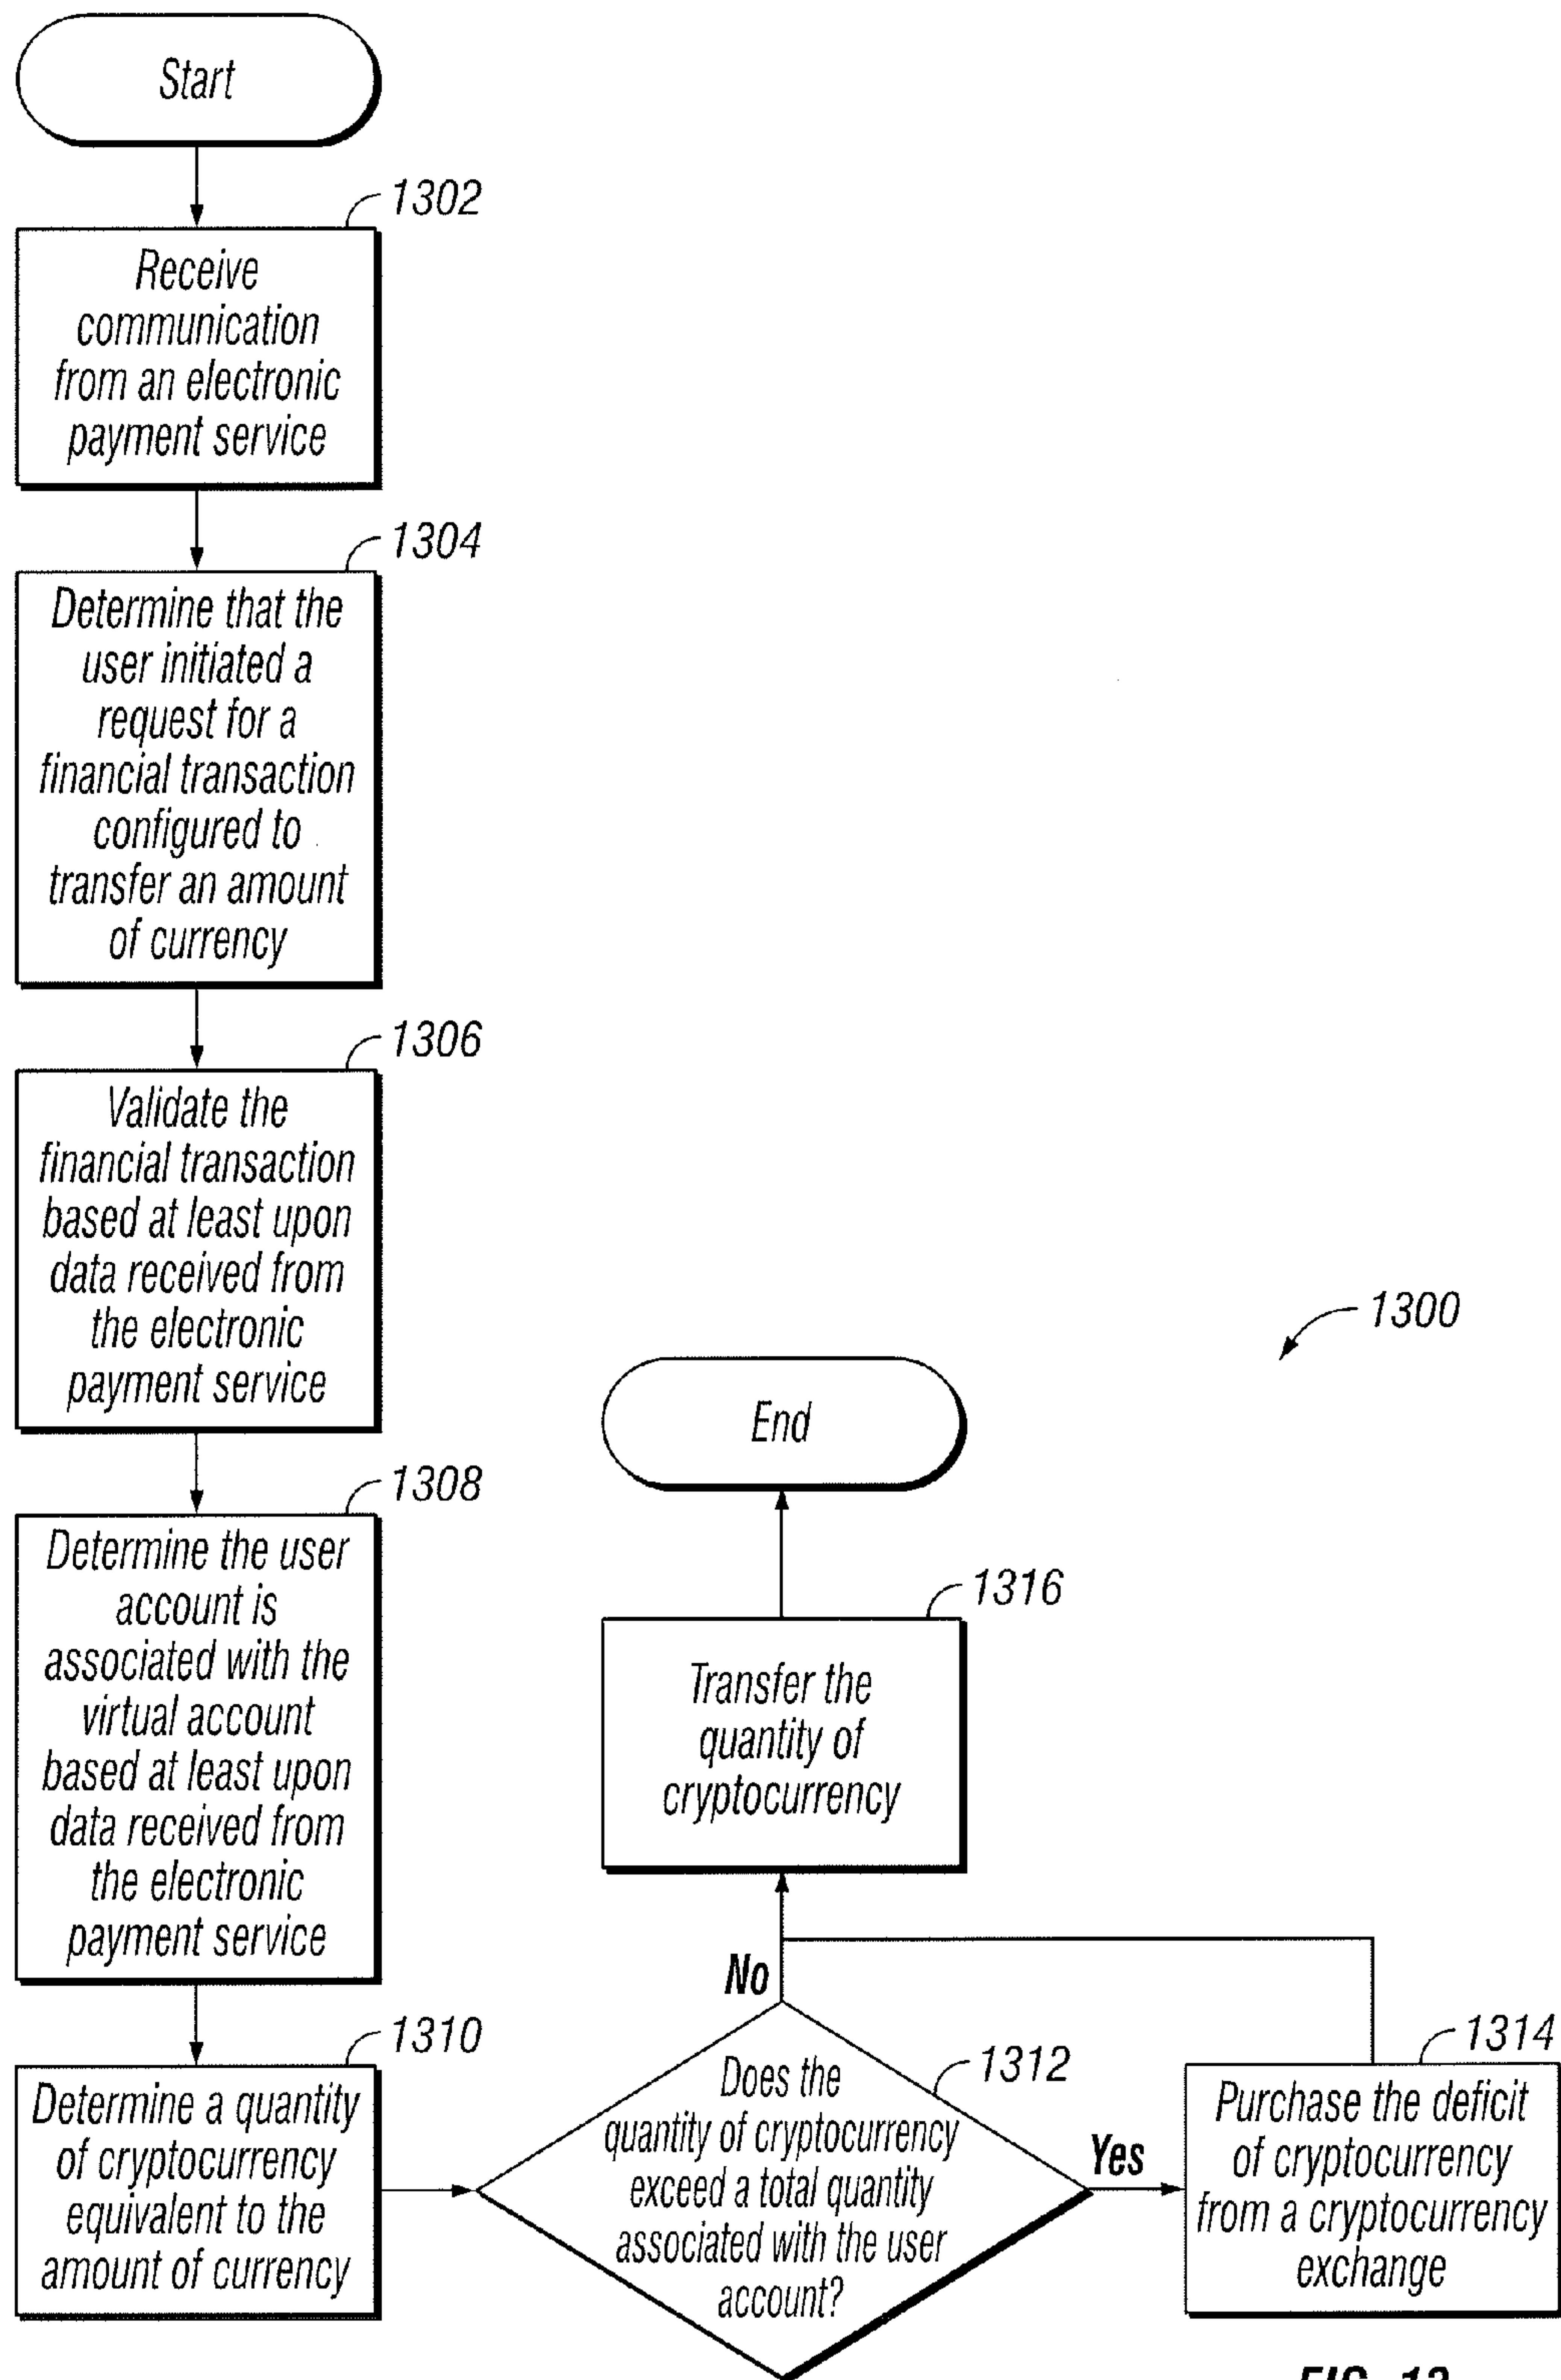 Start
1302
Receive
communication
from an electronic
payment service
1304
Determine that the
user initiated a
request for a
financial transaction
configured to
transfer an amount
of currency
1306
Validate the
financial transaction
based at least upon
data received from
the electronic
payment service
1308
Determine the user
account is
associated with the
virtual account
based at least upon
data received from
the electronic
payment service
1310
Determine a quantity
of cryptocurrency
equivalent to the
amount of currency
1312
Does the
quantity of cryptocurrency
exceed a total quantity
associated with the user
account?
Yes
1314
Purchase the deficit
of cryptocurrency
from a cryptocurrency
exchange
No
1316
Transfer the
quantity of
cryptocurrency
End
1300
FIG. 13